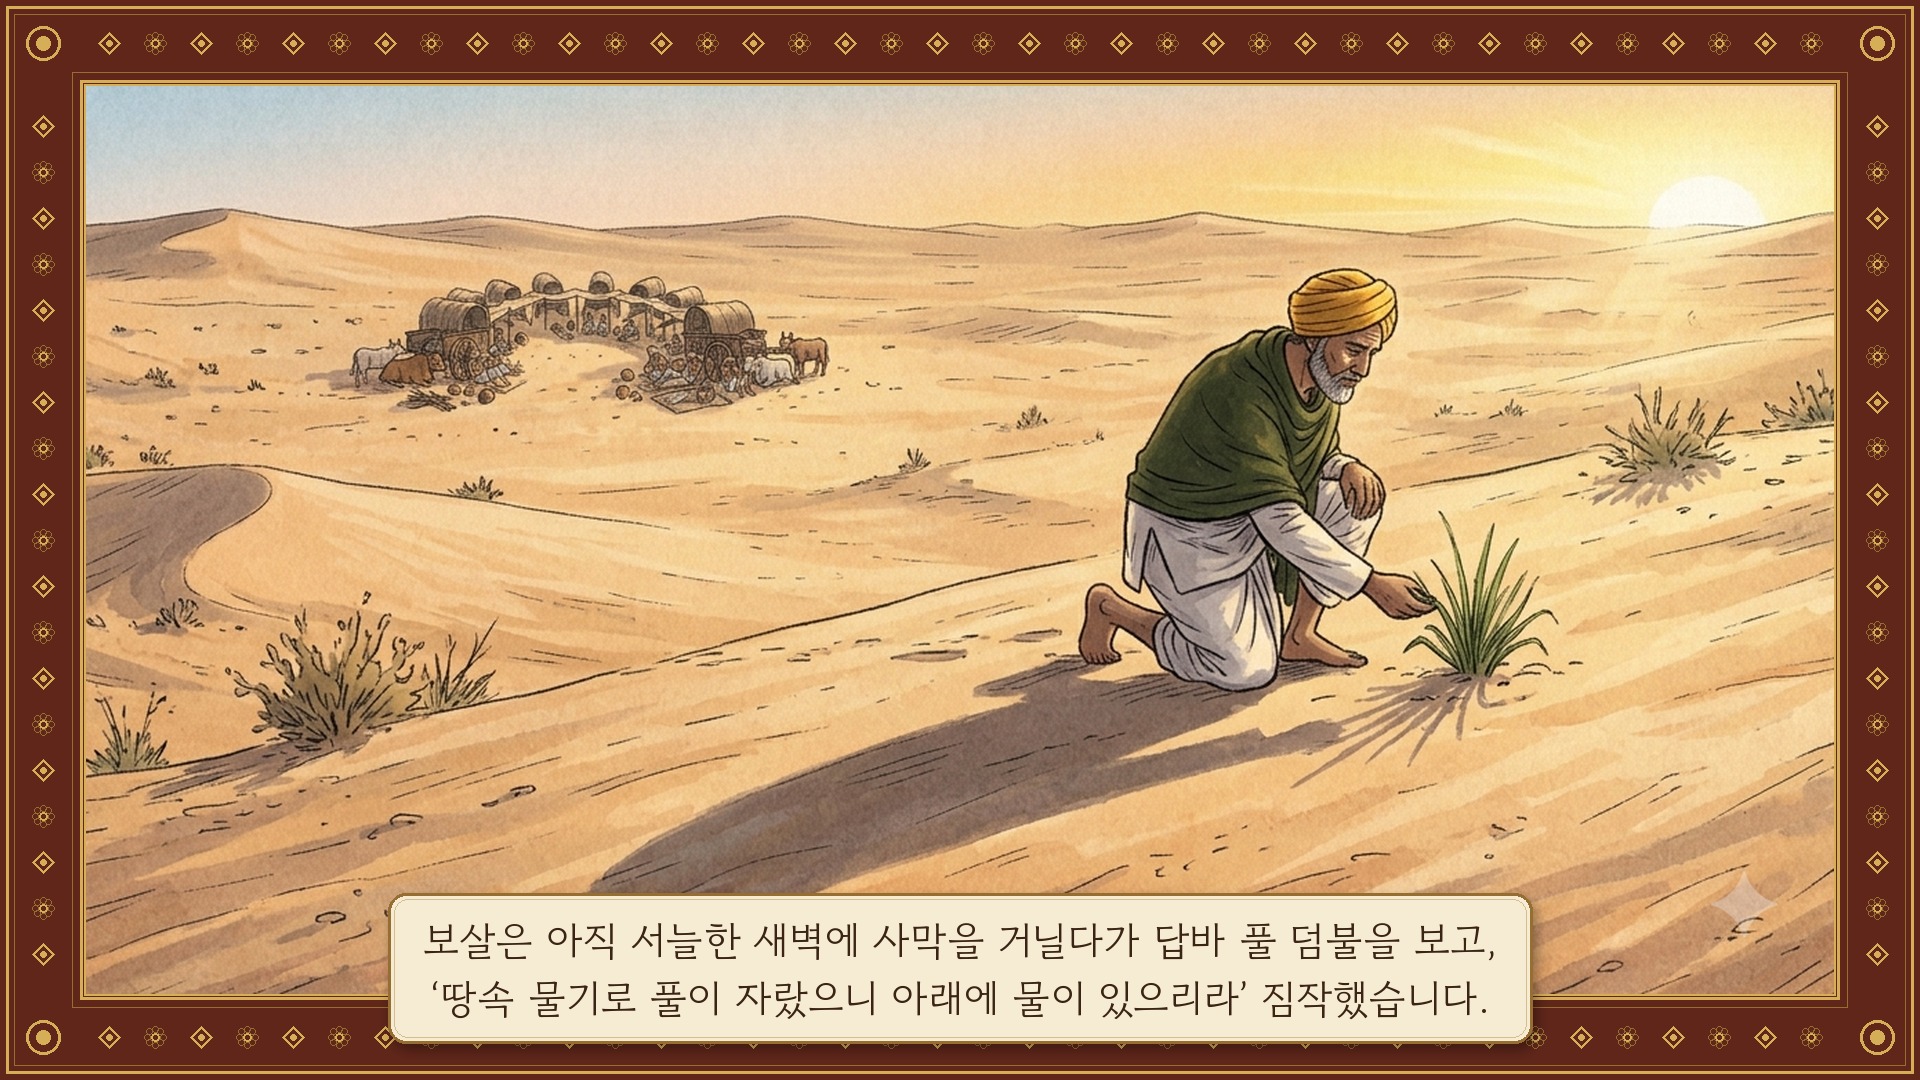 보살은 아직 서늘한 새벽에 사막을 거닐다가 답바 풀 덤불을 보고,
‘땅속 물기로 풀이 자랐으니 아래에 물이 있으리라’ 짐작했습니다.